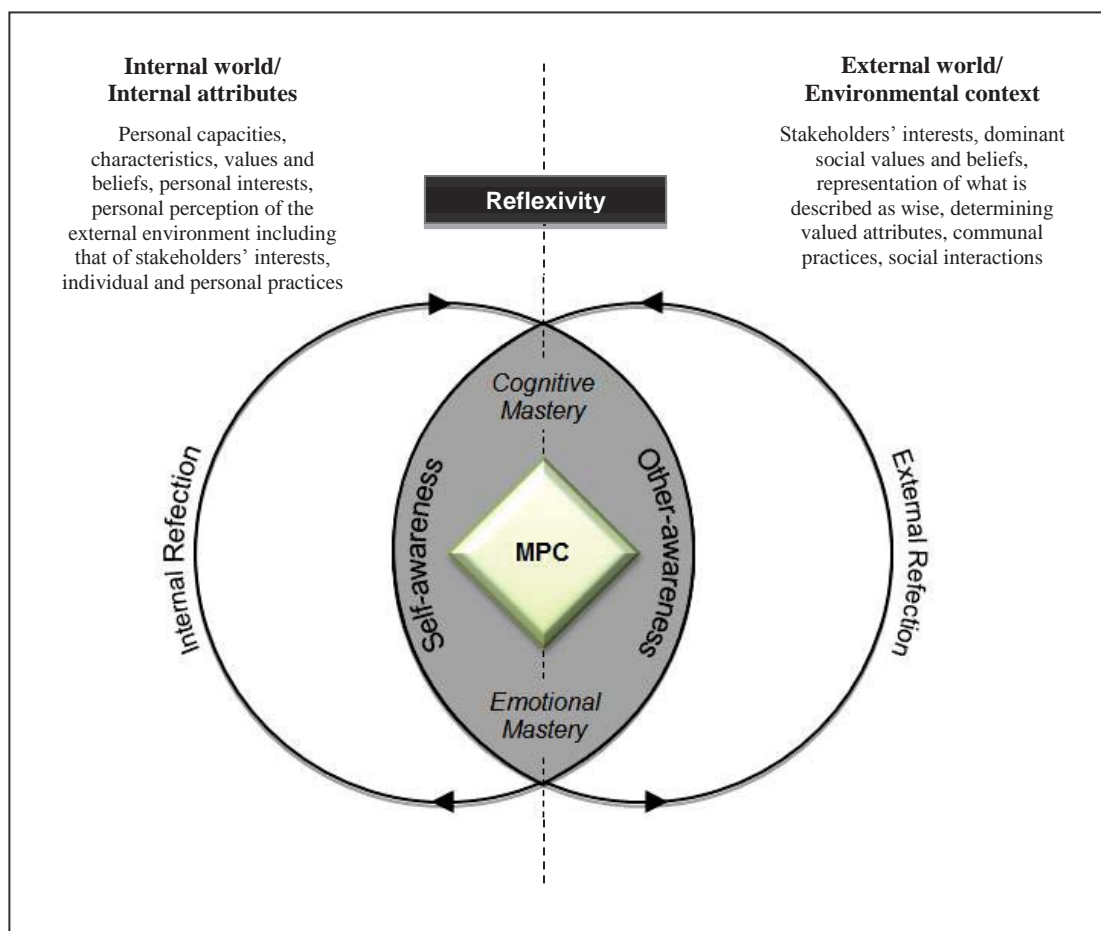 Internal world/
Internal attributes
Personal capacities,
characteristics, values and
beliefs, personal interests,
personal perception of the
external environment including
that of stakeholders’ interests,
individual and personal practices
External world/
Environmental context
Stakeholders’ interests, dominant
social values and beliefs,
representation of what is
described as wise, determining
valued attributes, communal
practices, social interactions
Reflexivity
Cognitive
Mastery
Internal Refection
Self-awareness
MPC
Other-awareness
External Refection
Emotional
Mastery